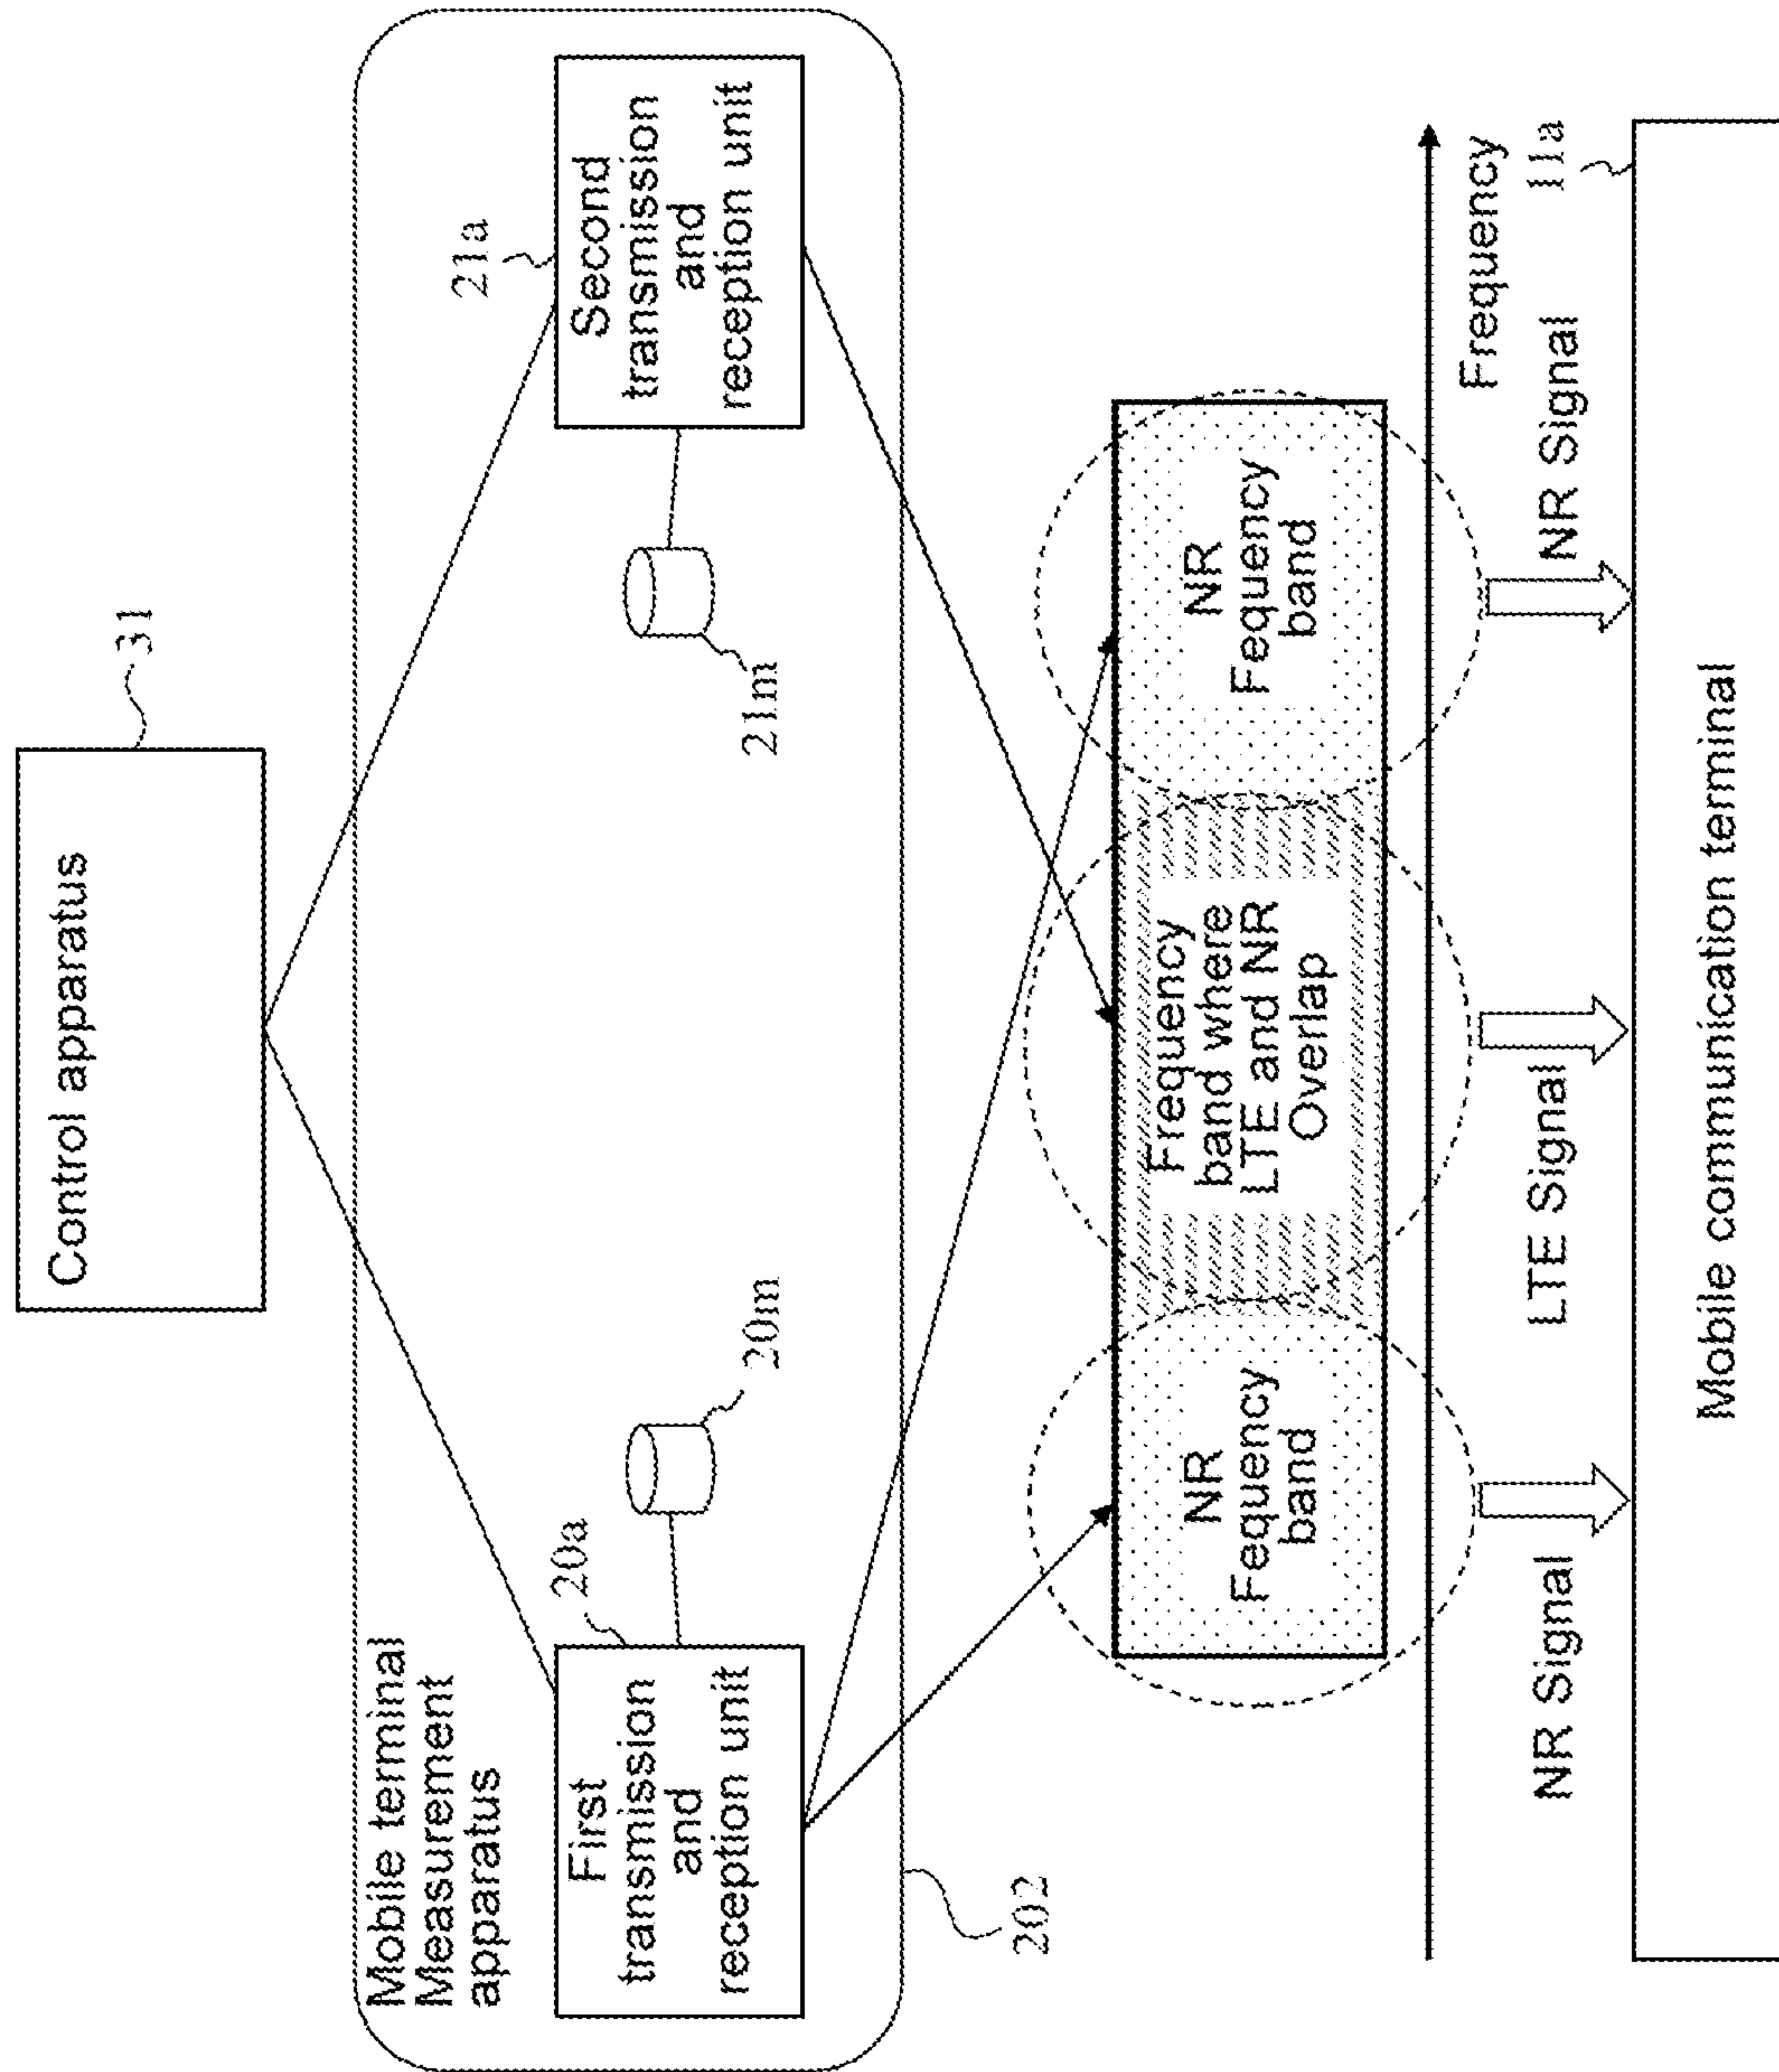 Control apparatus
31
Mobile terminal
Measurement
apparatus
20a
20m
21m
21a
First
transmission
and
reception unit
Second
transmission
and
reception unit
202
NR
Fequency
band
Frequency
band where
LTE and NR
Overlap
NR
Fequency
band
Frequency
NR Signal
LTE Signal
NR Signal
11a
Mobile communication terminal